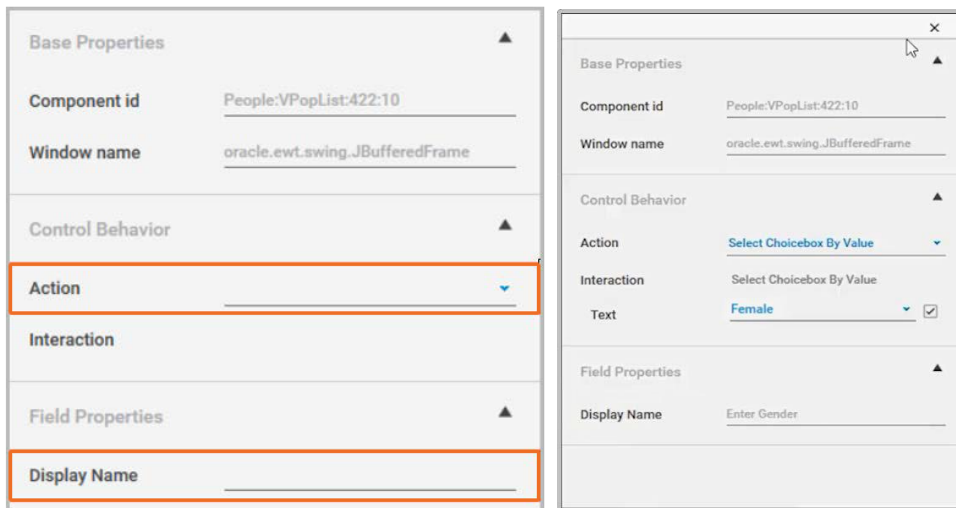 Base Properties
Component id People:VPopList:422:10
Window name oracle.ewt.swing.JBufferedFrame
Control Behavior
Action
Interaction
Field Properties
Display Name
Base Properties
Component id People:VPopList:422:10
Window name oracle.ewt.swing.JBufferedFrame
Control Behavior
Action Select Choicebox By Value
Interaction Select Choicebox By Value
Text Female
Field Properties
Display Name Enter Gender